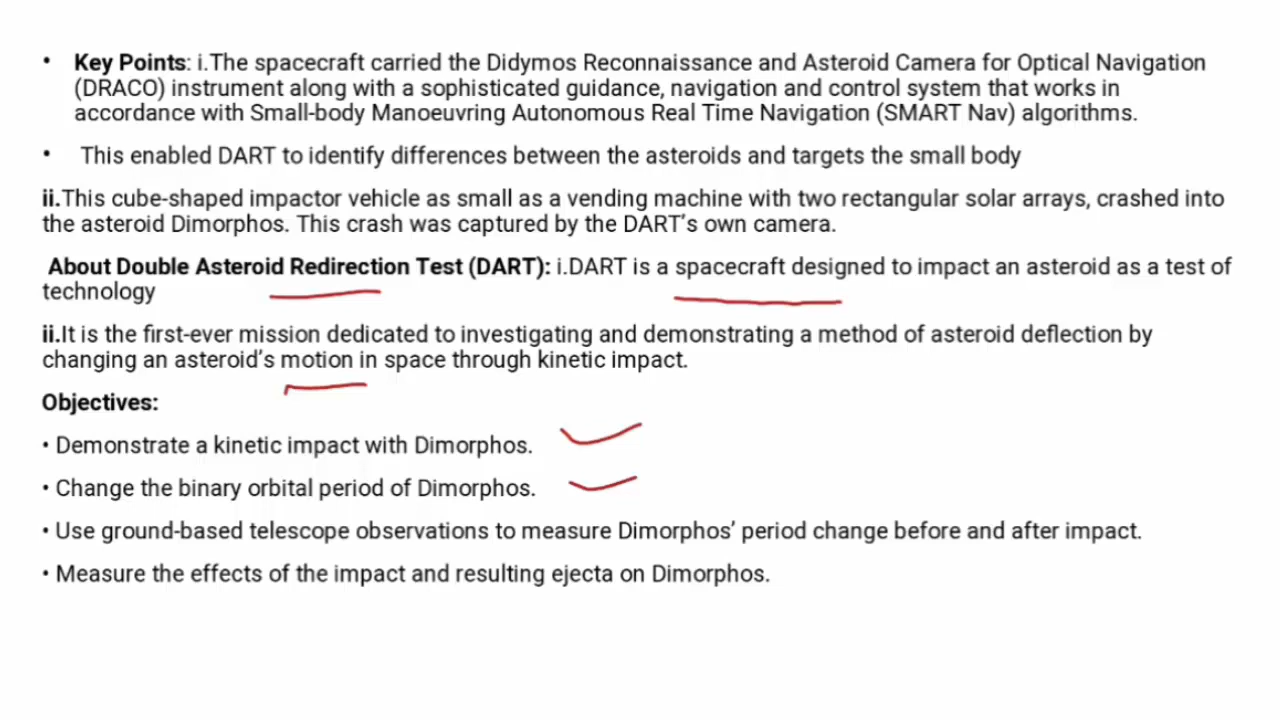 • Key Points: i.The spacecraft carried the Didymos Reconnaissance and Asteroid Camera for Optical Navigation
(DRACO) instrument along with a sophisticated guidance, navigation and control system that works in
accordance with Small-body Manoeuvring Autonomous Real Time Navigation (SMART Nav) algorithms.
• This enabled DART to identify differences between the asteroids and targets the small body
ii.This cube-shaped impactor vehicle as small as a vending machine with two rectangular solar arrays, crashed into
the asteroid Dimorphos. This crash was captured by the DART's own camera.
About Double Asteroid Redirection Test (DART): i.DART is a spacecraft designed to impact an asteroid as a test of
technology
ii.It is the first-ever mission dedicated to investigating and demonstrating a method of asteroid deflection by
changing an asteroid's motion in space through kinetic impact.
Objectives:
• Demonstrate a kinetic impact with Dimorphos.
• Change the binary orbital period of Dimorphos.
• Use ground-based telescope observations to measure Dimorphos' period change before and after impact.
• Measure the effects of the impact and resulting ejecta on Dimorphos.